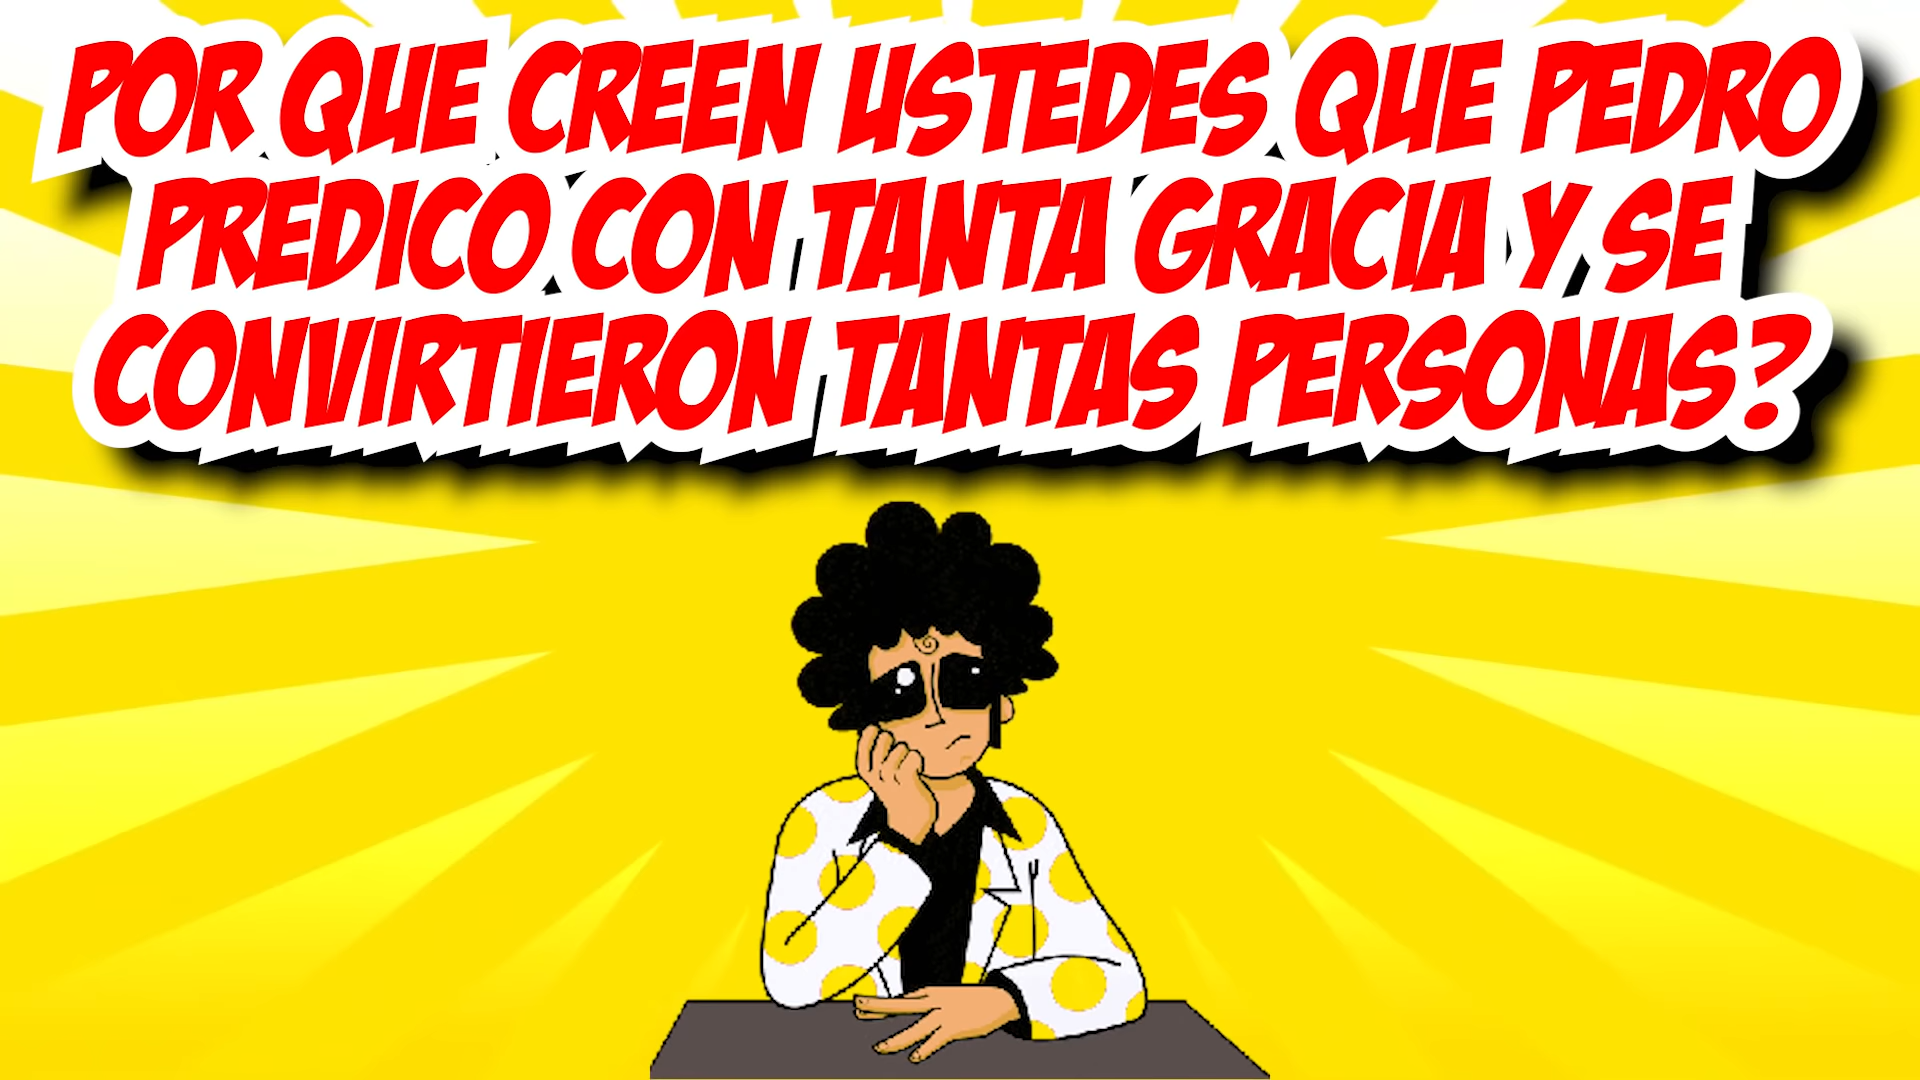 POR QUE CREEN USTEDES QUE PEDRO
PREDICO CON TANTA GRACIA Y SE
CONVIRTIERON TANTAS PERSONAS?